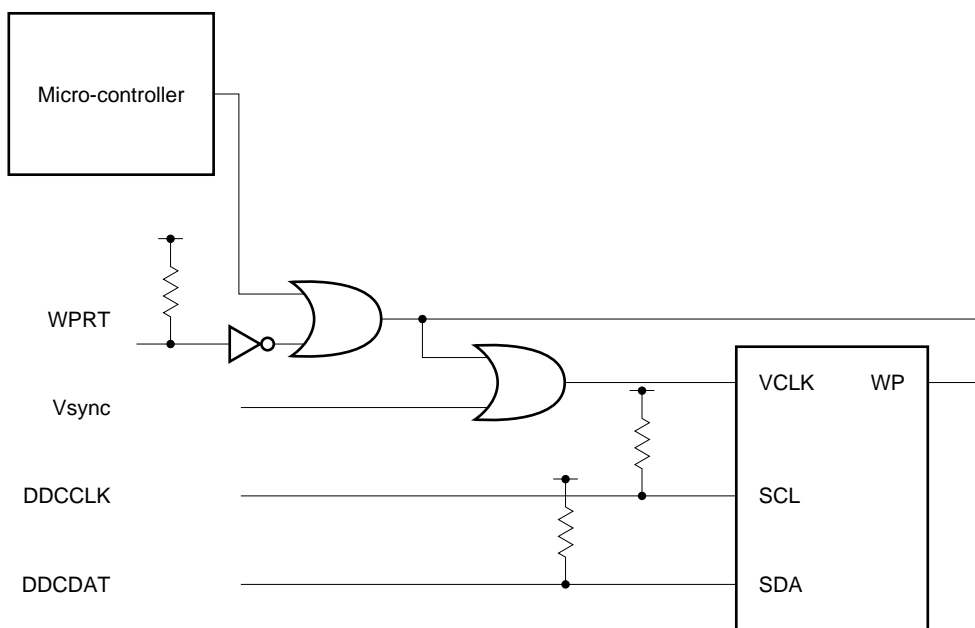 Micro-controller
WPRT
Vsync
VCLK WP
DDCCLK
SCL
DDCDAT
SDA